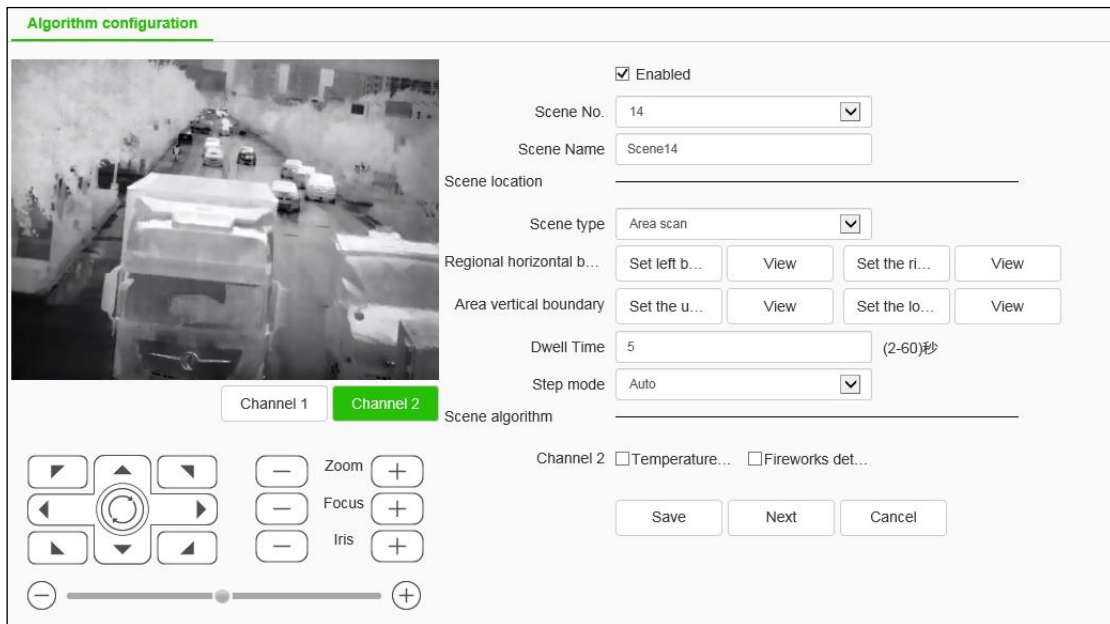 Algorithm configuration
Enabled
Scene No. 14
Scene Name Scene14
Scene location
Scene type Area scan
Regional horizontal b... Set left b... View Set the ri... View
Area vertical boundary Set the u... View Set the lo... View
Dwell Time 5 (2-60)秒
Step mode Auto
Channel 1 Channel 2
Scene algorithm
Channel 2 Temperature... Fireworks det...
Zoom
Focus
Iris
Save Next Cancel